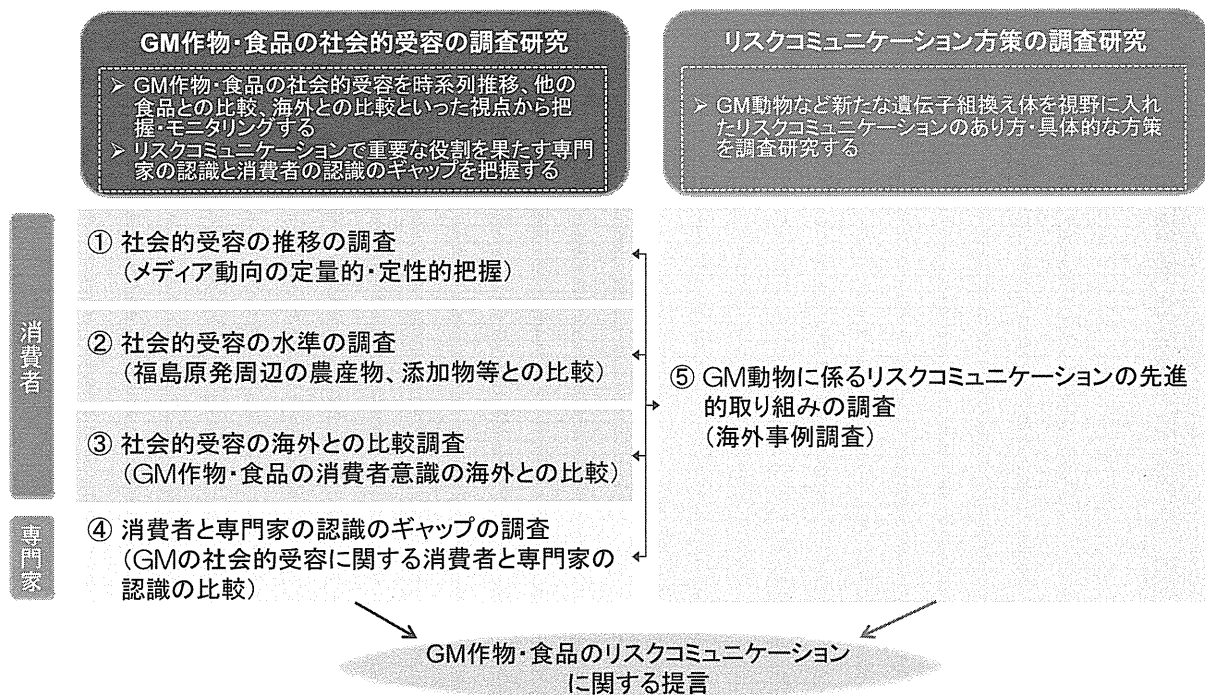 GM作物・食品の社会的受容の調査研究
➢ GM作物・食品の社会的受容を時系列推移、他の
食品との比較、海外との比較といった視点から把
握・モニタリングする
➢ リスクコミュニケーションで重要な役割を果たす専門
家の認識と消費者の認識のギャップを把握する
リスクコミュニケーション方策の調査研究
➢ GM動物など新たな遺伝子組換え体を視野に入れ
たリスクコミュニケーションのあり方・具体的な方策
を調査研究する
消費者
① 社会的受容の推移の調査
(メディア動向の定量的・定性的把握)
② 社会的受容の水準の調査
(福島原発周辺の農産物、添加物等との比較)
③ 社会的受容の海外との比較調査
(GM作物・食品の消費者意識の海外との比較)
専門家
④ 消費者と専門家の認識のギャップの調査
(GMの社会的受容に関する消費者と専門家の
認識の比較)
⑤ GM動物に係るリスクコミュニケーションの先進
的取り組みの調査
(海外事例調査)
GM作物・食品のリスクコミュニケーション
に関する提言